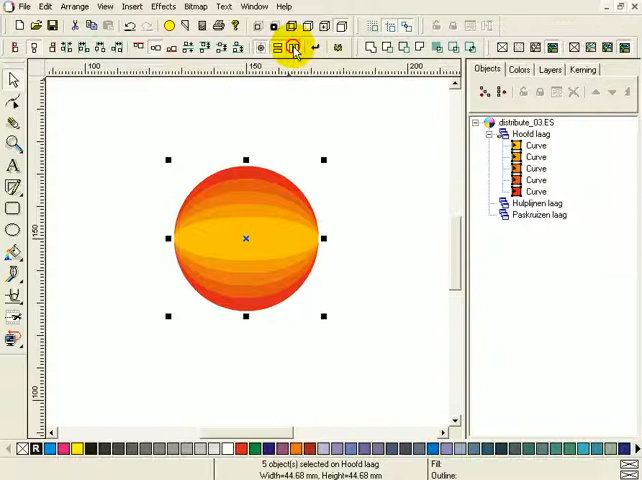 File Edit Arrange View Insert Effects Bitmap Text Window Help
100 150 200
Objects Colors Layers Kerning
distribute_03.ES
Hoofd laag
Curve
Curve
Curve
Curve
Curve
Hulplijnen laag
Paskruizen laag
150
100
R
5 object(s) selected on Hoofd laag Fill:
Width=44.68 mm, Height=44.68 mm Outline: